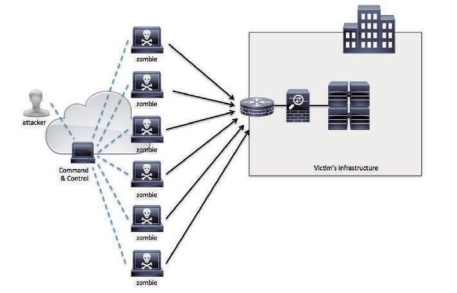 zombie
zombie
attacker
zombie
Command
& Control
zombie
zombie
zombie
Victim's infrastructure